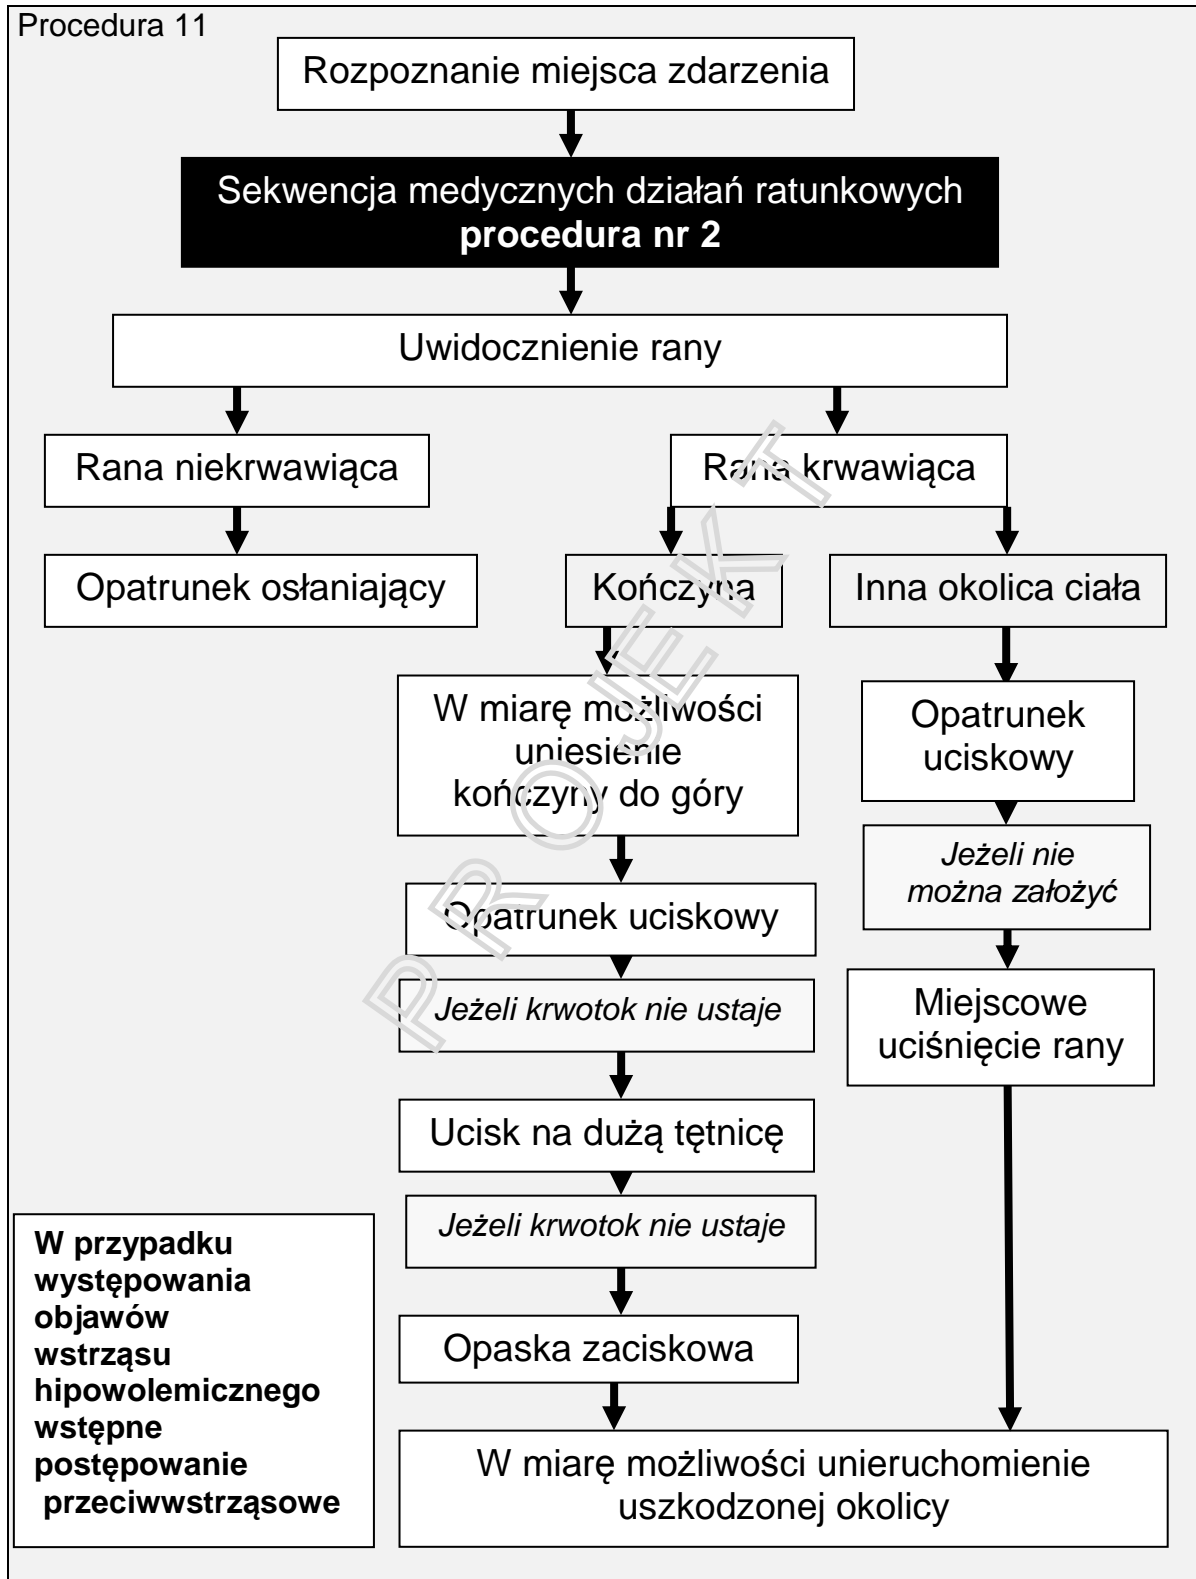 Procedura 11
Rozpoznanie miejsca zdarzenia
Sekwencja medycznych działań ratunkowych
procedura nr 2
Uwidocznienie rany
Rana niekrwawiąca
Rana krwawiąca
Opatrunek osłaniający
Kończyna
Inna okolica ciała
W miarę możliwości
uniesienie
kończyny do góry
Opatrunek
uciskowy
Jeżeli nie
można założyć
Opatrunek uciskowy
Jeżeli krwotok nie ustaje
Miejscowe
uciśnięcie rany
Ucisk na dużą tętnicę
Jeżeli krwotok nie ustaje
Opaska zaciskowa
W przypadku
występowania
objawów
wstrząsu
hipowolemicznego
wstępne
postępowanie
przeciwwstrząsowe
W miarę możliwości unieruchomienie
uszkodzonej okolicy
PROJEKT